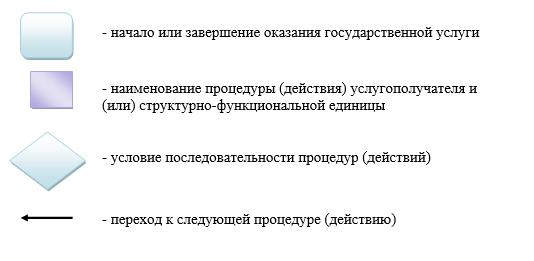 - начало или завершение оказания государственной услуги
- наименование процедуры (действия) услугополучателя и
(или) структурно-функциональной единицы
- условие последовательности процедур (действий)
- переход к следующей процедуре (действию)